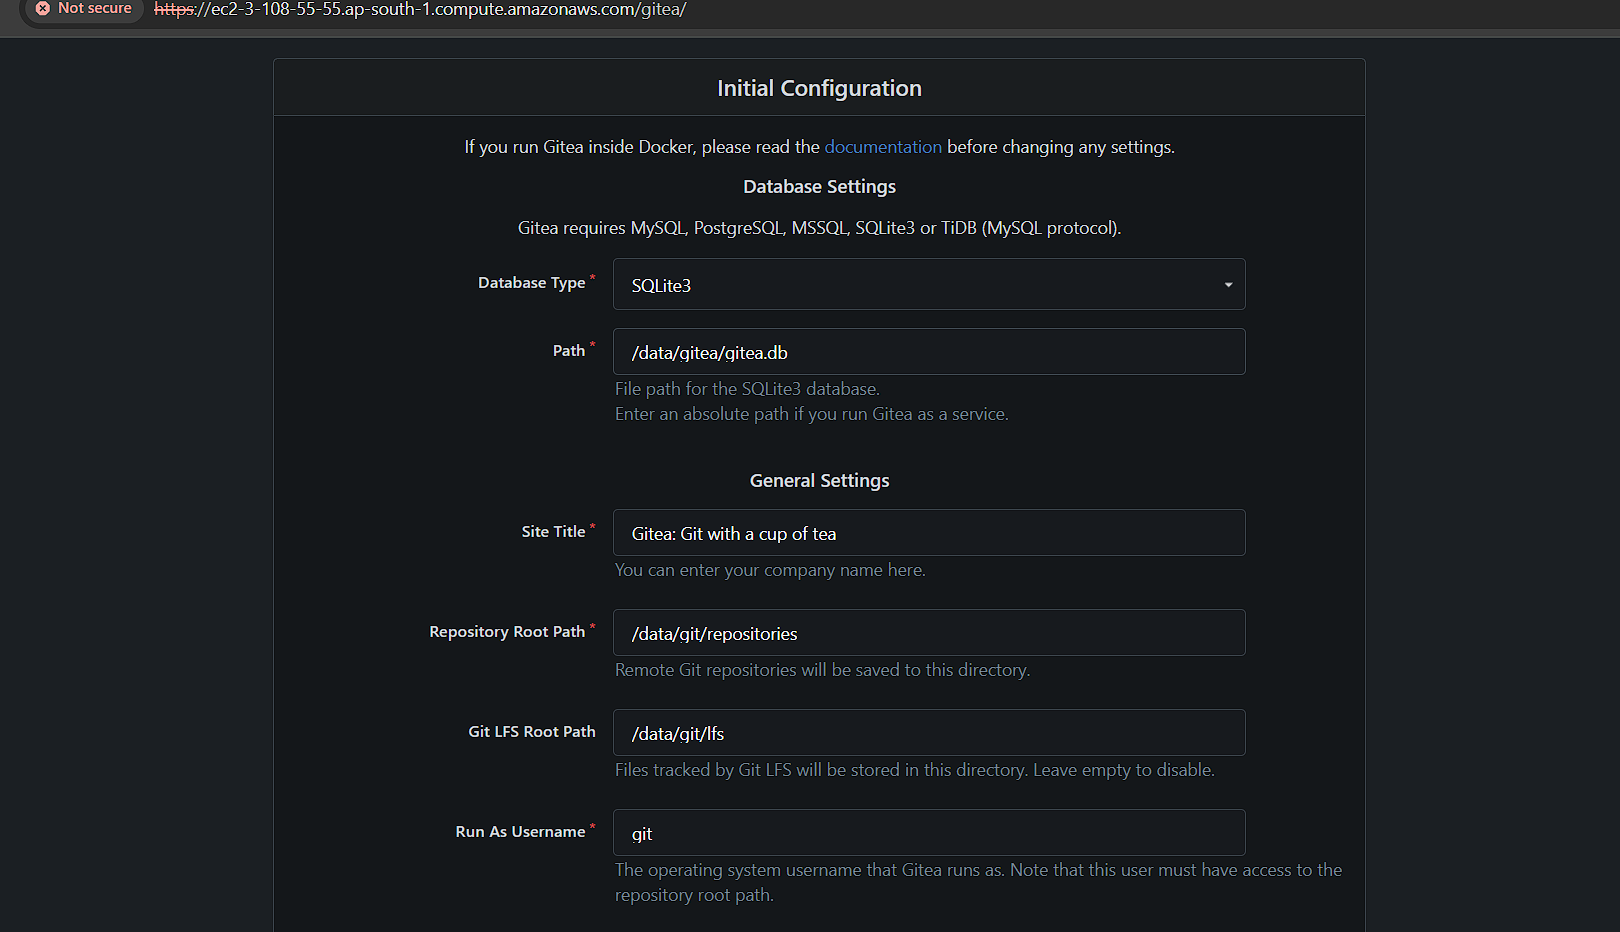 Not secure https://ec2-3-108-55-55.ap-south-1.compute.amazonaws.com/gitea/
Initial Configuration
If you run Gitea inside Docker, please read the documentation before changing any settings.
Database Settings
Gitea requires MySQL, PostgreSQL, MSSQL, SQLite3 or TiDB (MySQL protocol).
Database Type *
SQLite3
Path *
/data/gitea/gitea.db
File path for the SQLite3 database.
Enter an absolute path if you run Gitea as a service.
General Settings
Site Title *
Gitea: Git with a cup of tea
You can enter your company name here.
Repository Root Path *
/data/git/repositories
Remote Git repositories will be saved to this directory.
Git LFS Root Path
/data/git/lfs
Files tracked by Git LFS will be stored in this directory. Leave empty to disable.
Run As Username *
git
The operating system username that Gitea runs as. Note that this user must have access to the
repository root path.